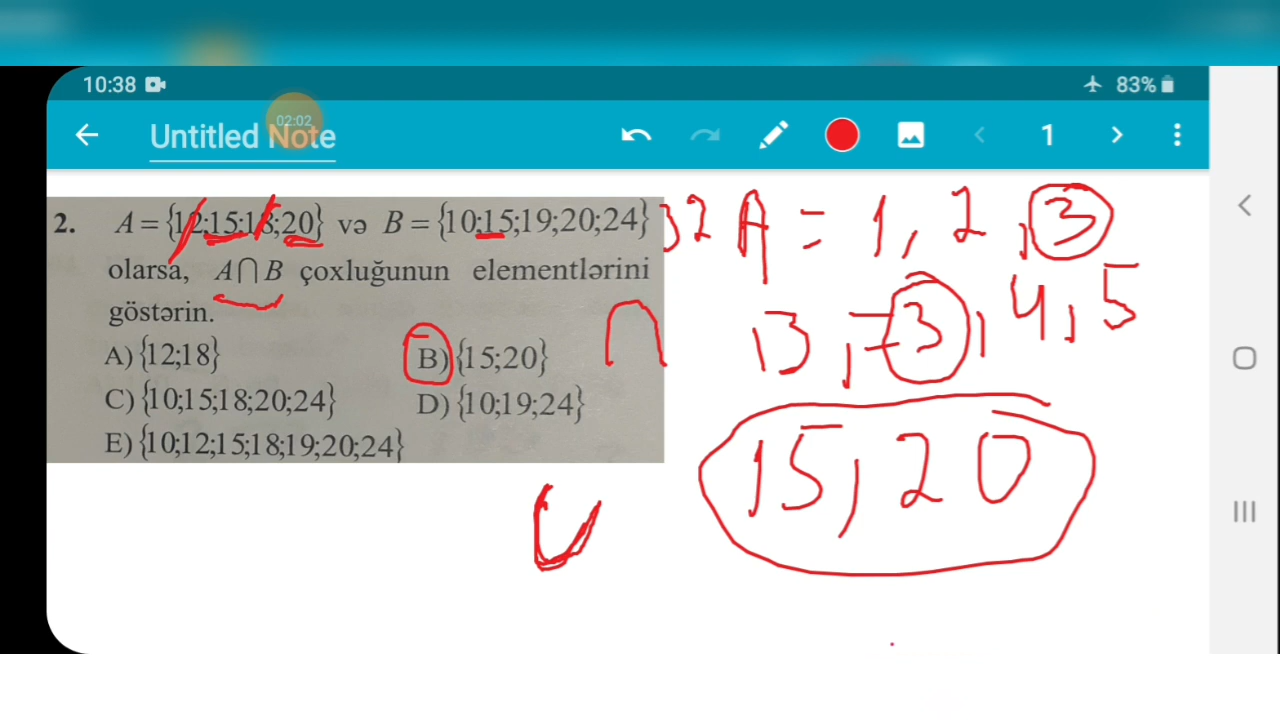 10:38 83%
Untitled Note 02:02 1
2. A = {12;15;18;20} və B = {10;15;19;20;24}
olarsa, A∩B çoxluğunun elementlərini
göstərin.
A) {12;18} B) {15;20}
C) {10;15;18;20;24} D) {10;19;24}
E) {10;12;15;18;19;20;24}
A = 1, 2, 3
B = 3, 4, 5
∩
15, 20
∪